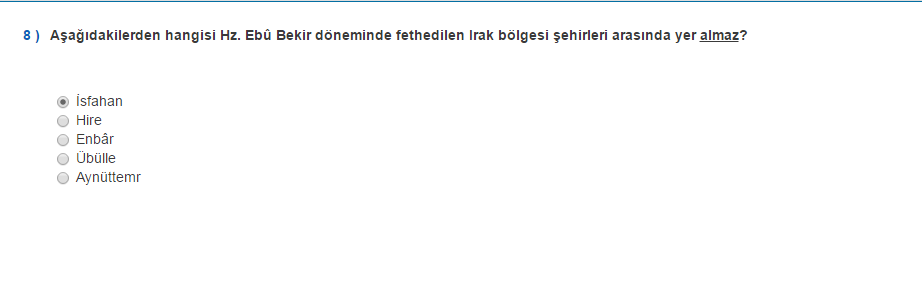 8 ) Aşağıdakilerden hangisi Hz. Ebû Bekir döneminde fethedilen Irak bölgesi şehirleri arasında yer almaz?
İsfahan
Hire
Enbâr
Übülle
Aynüttemr